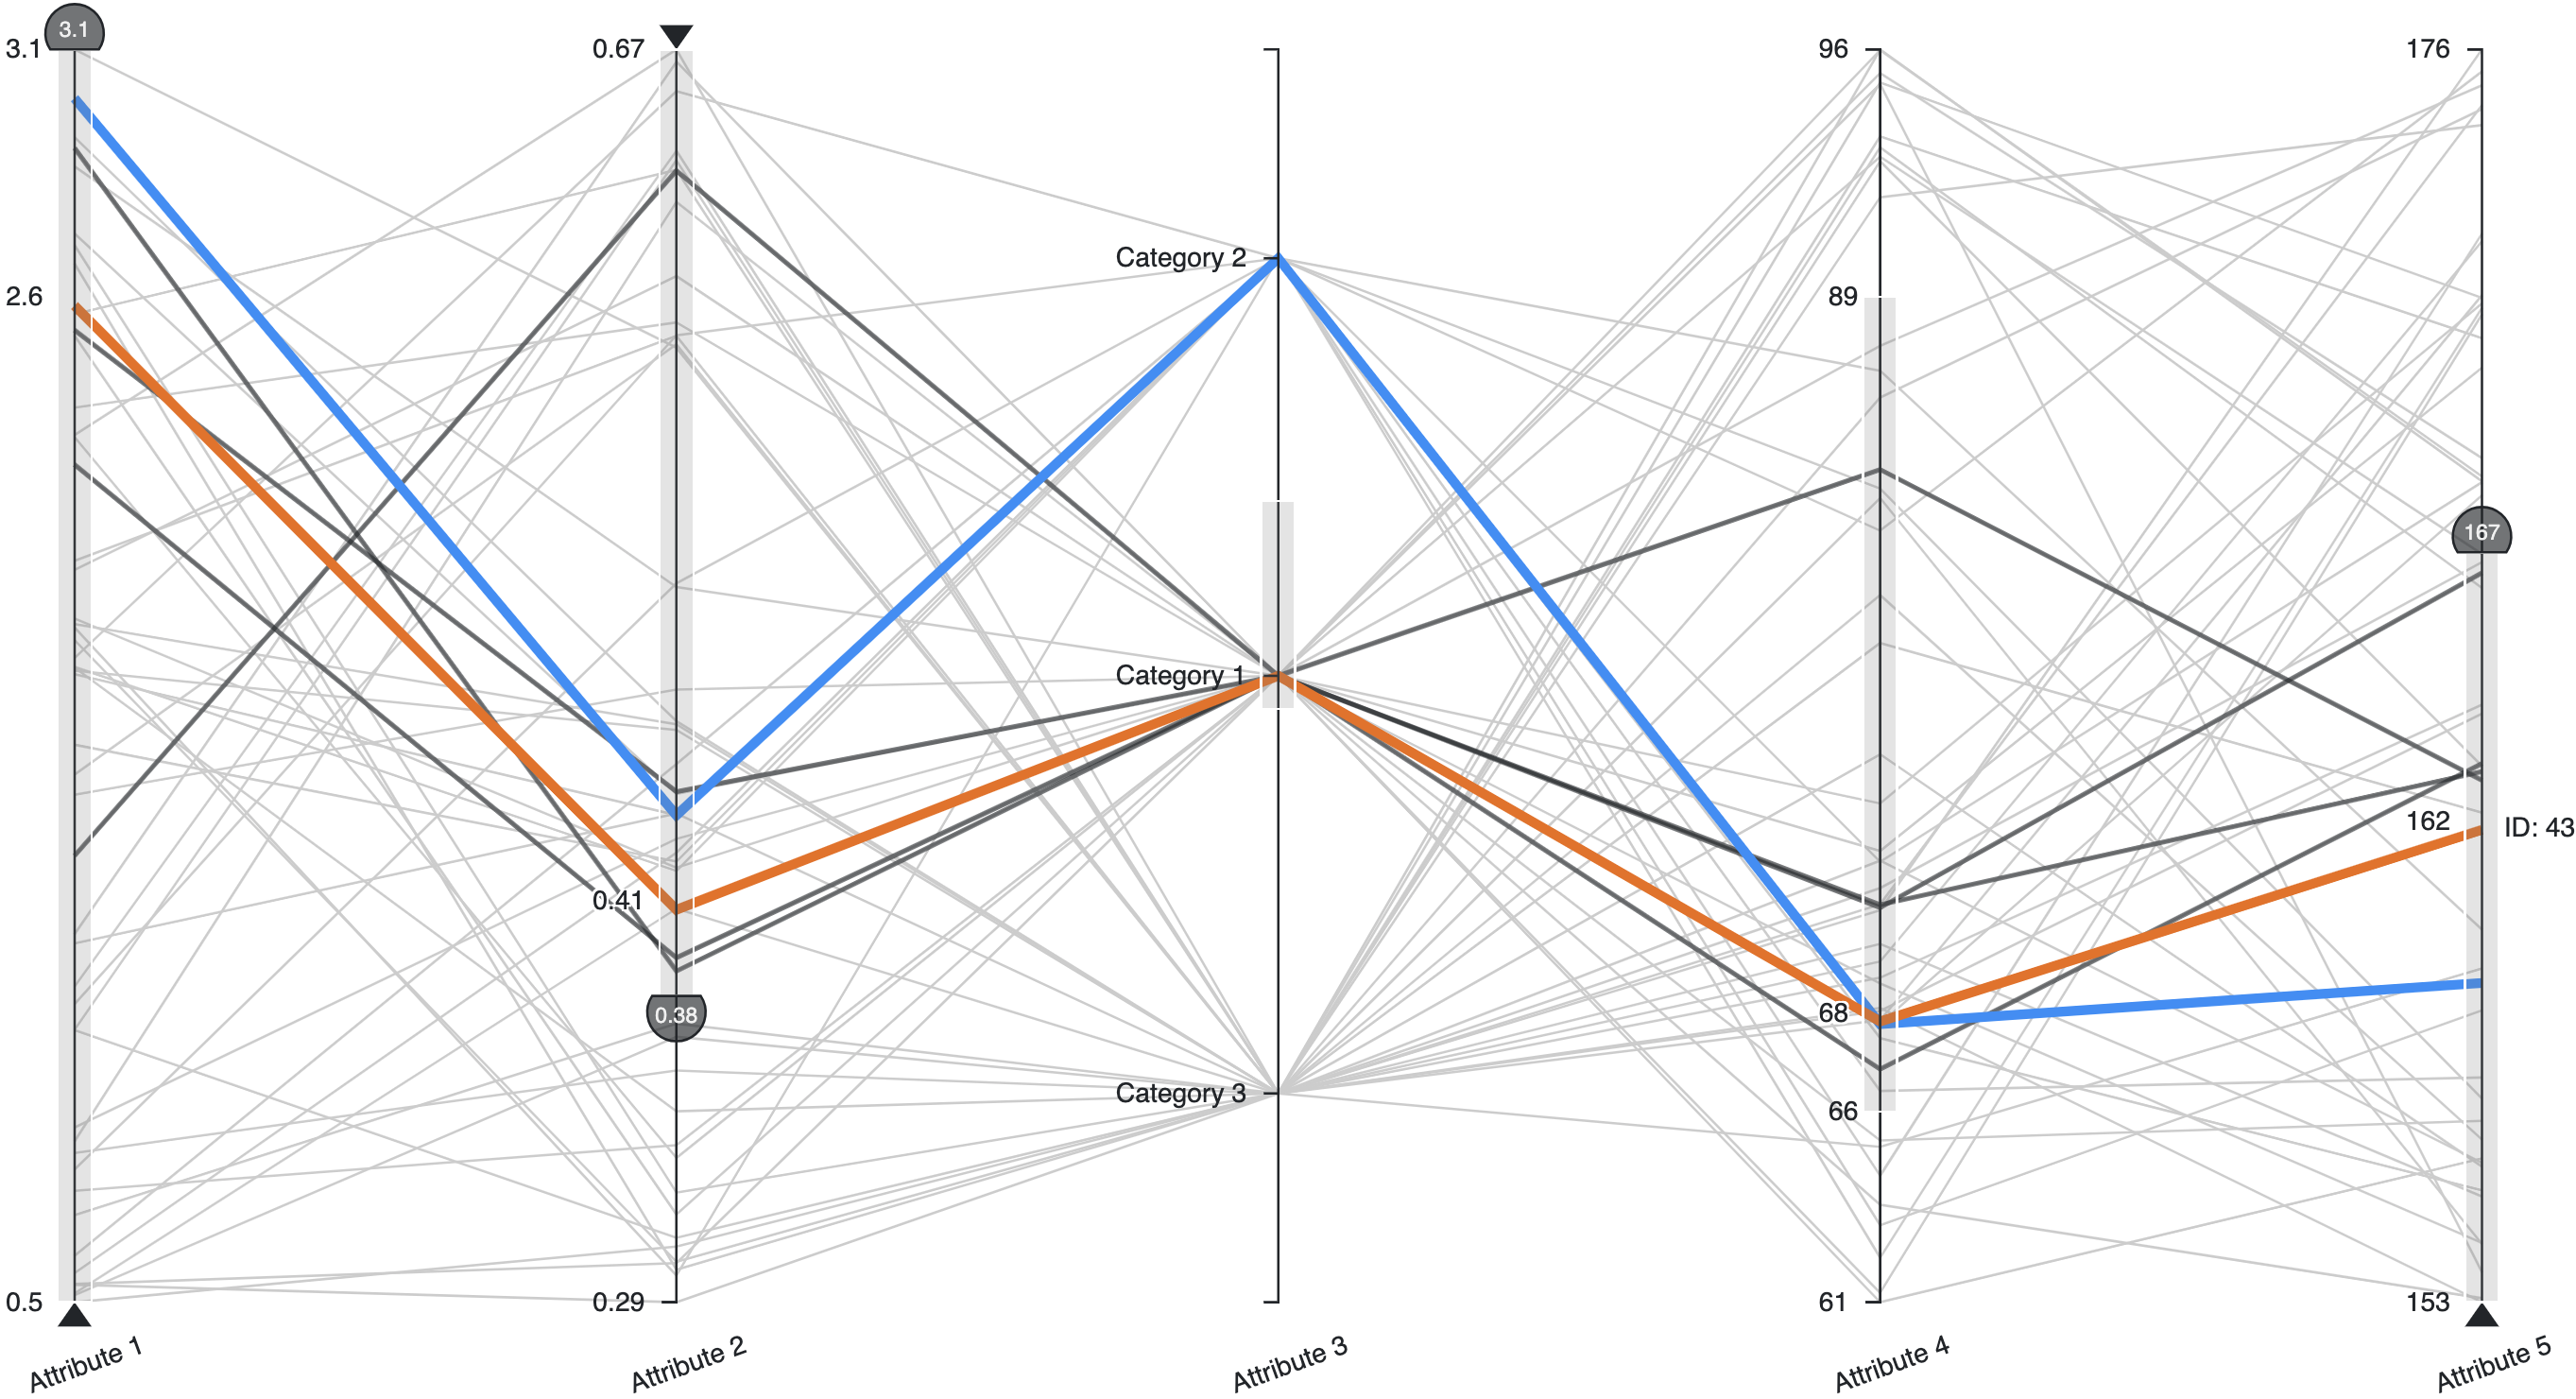 3.1
3.1
2.6
0.5
Attribute 1
0.67
0.41
0.38
0.29
Attribute 2
Category 2
Category 1
Category 3
Attribute 3
96
89
68
66
61
Attribute 4
176
167
162
ID: 43
153
Attribute 5